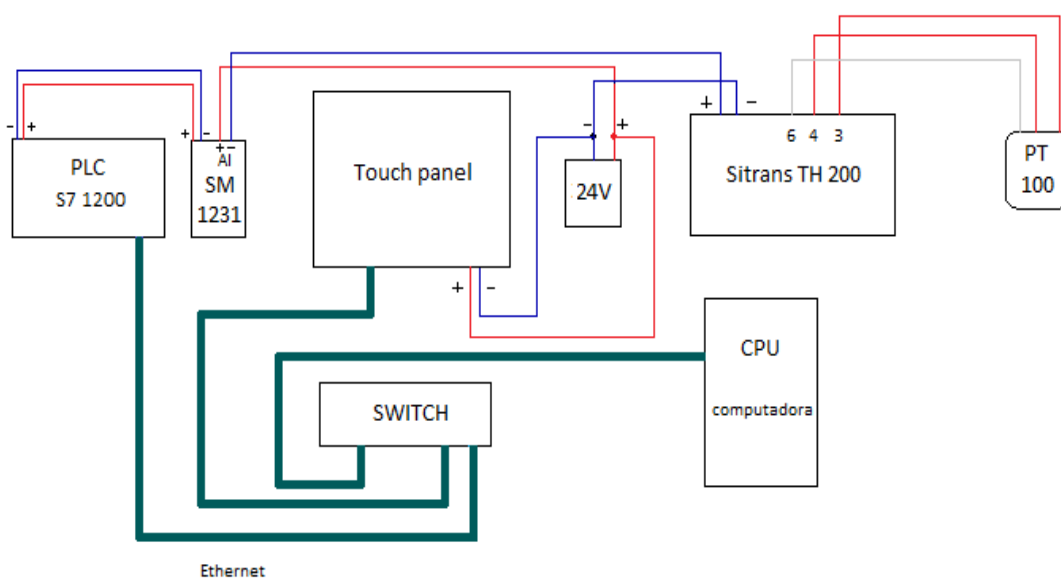 - +
PLC
S7 1200
+ -
+ -
AI
SM
1231
Touch panel
+ -
- +
24V
+ -
6 4 3
Sitrans TH 200
PT
100
CPU
computadora
SWITCH
Ethernet